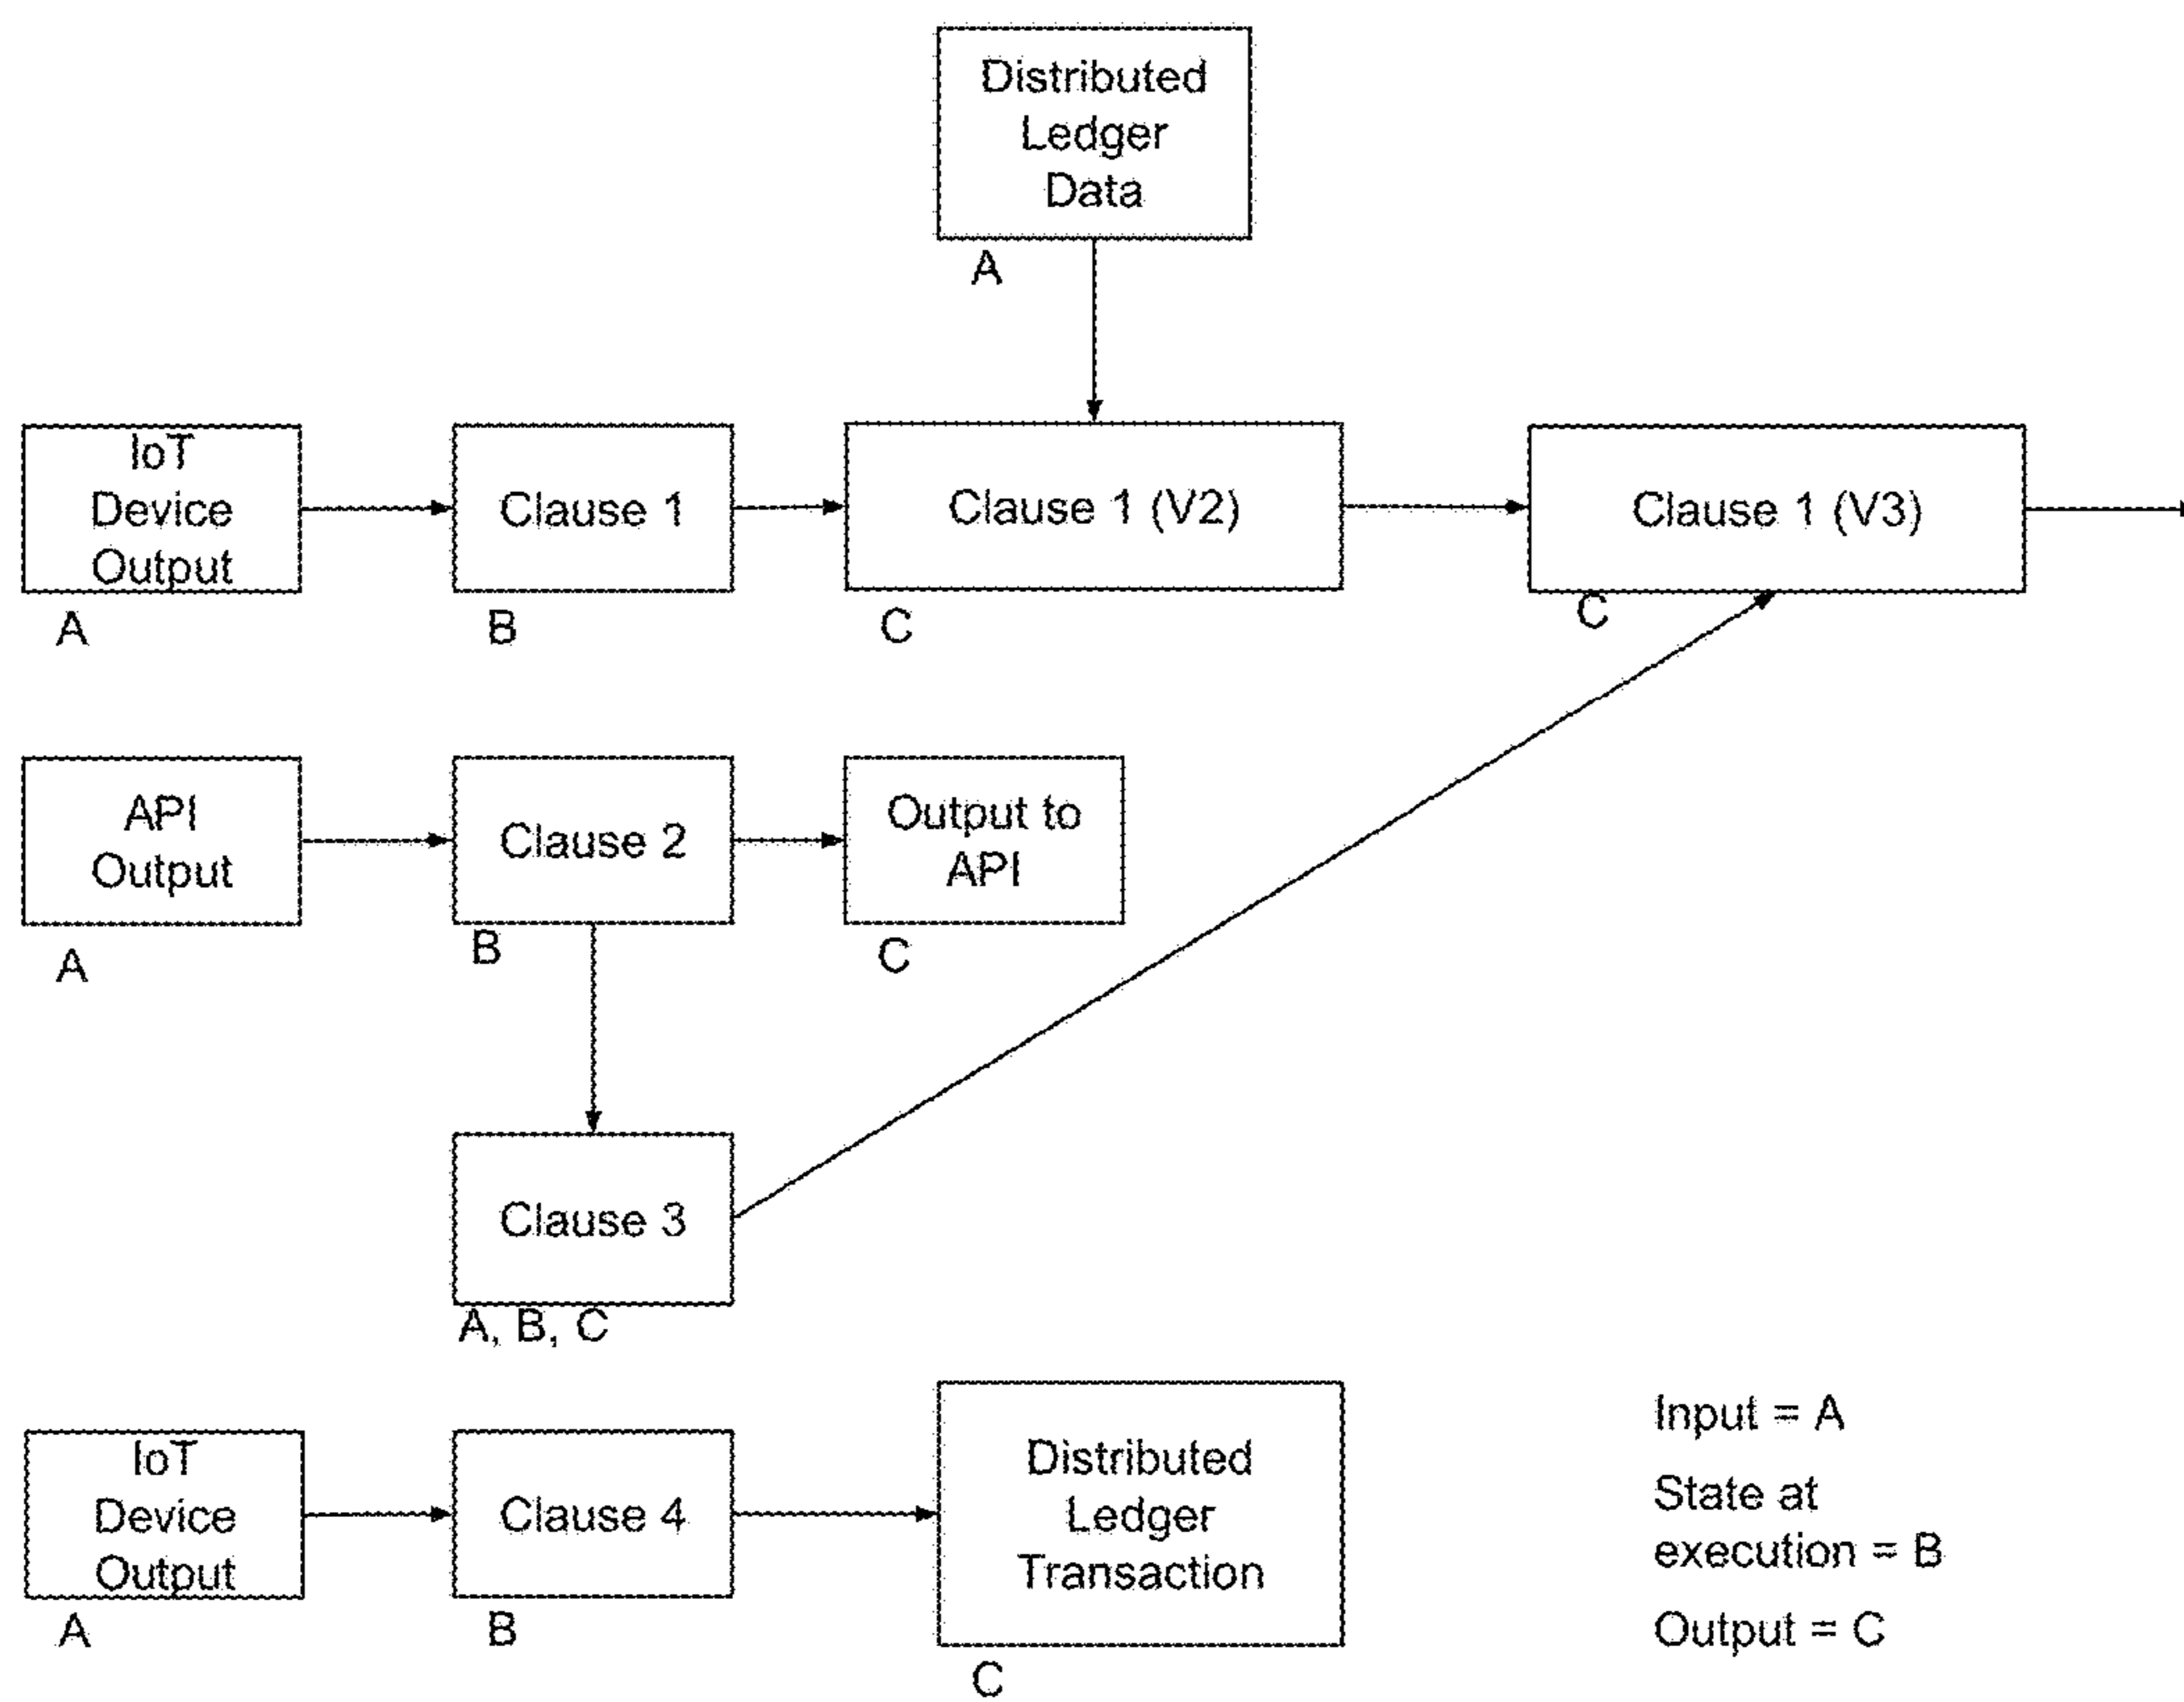 Distributed
Ledger
Data
A
IoT
Device
Output
A
Clause 1
B
Clause 1 (V2)
C
Clause 1 (V3)
C
API
Output
A
Clause 2
B
Output to
API
C
Clause 3
A, B, C
IoT
Device
Output
A
Clause 4
B
Distributed
Ledger
Transaction
C
Input = A
State at
execution = B
Output = C